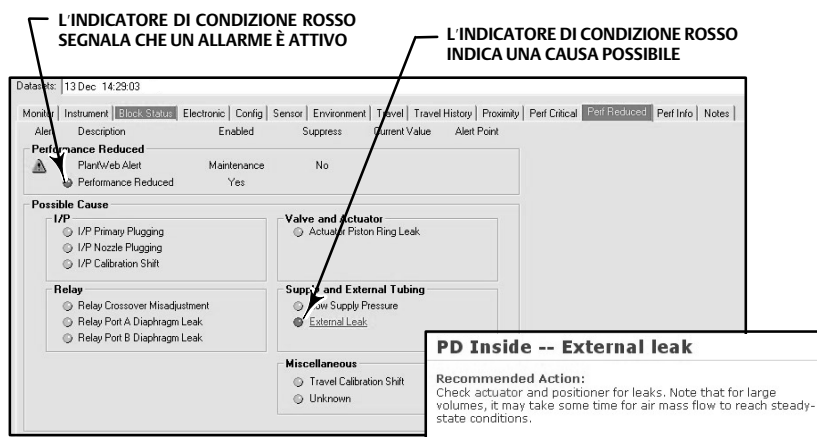 L'INDICATORE DI CONDIZIONE ROSSO
SEGNALA CHE UN ALLARME È ATTIVO
L'INDICATORE DI CONDIZIONE ROSSO
INDICA UNA CAUSA POSSIBILE
Datasets: 13 Dec 14:29:03
Monitor Instrument Block Status Electronic Config Sensor Environment Travel Travel History Proximity Perf Critical Perf Reduced Perf Info Notes
Alert Description Enabled Suppress Current Value Alert Point
Performance Reduced
PlantWeb Alert Maintenance No
Performance Reduced Yes
Possible Cause
I/P
I/P Primary Plugging
I/P Nozzle Plugging
I/P Calibration Shift
Valve and Actuator
Actuator Piston Ring Leak
Relay
Relay Crossover Misadjustment
Relay Port A Diaphragm Leak
Relay Port B Diaphragm Leak
Supply and External Tubing
Low Supply Pressure
External Leak
Miscellaneous
Travel Calibration Shift
Unknown
PD Inside -- External leak
Recommended Action:
Check actuator and positioner for leaks. Note that for large
volumes, it may take some time for air mass flow to reach steady-
state conditions.